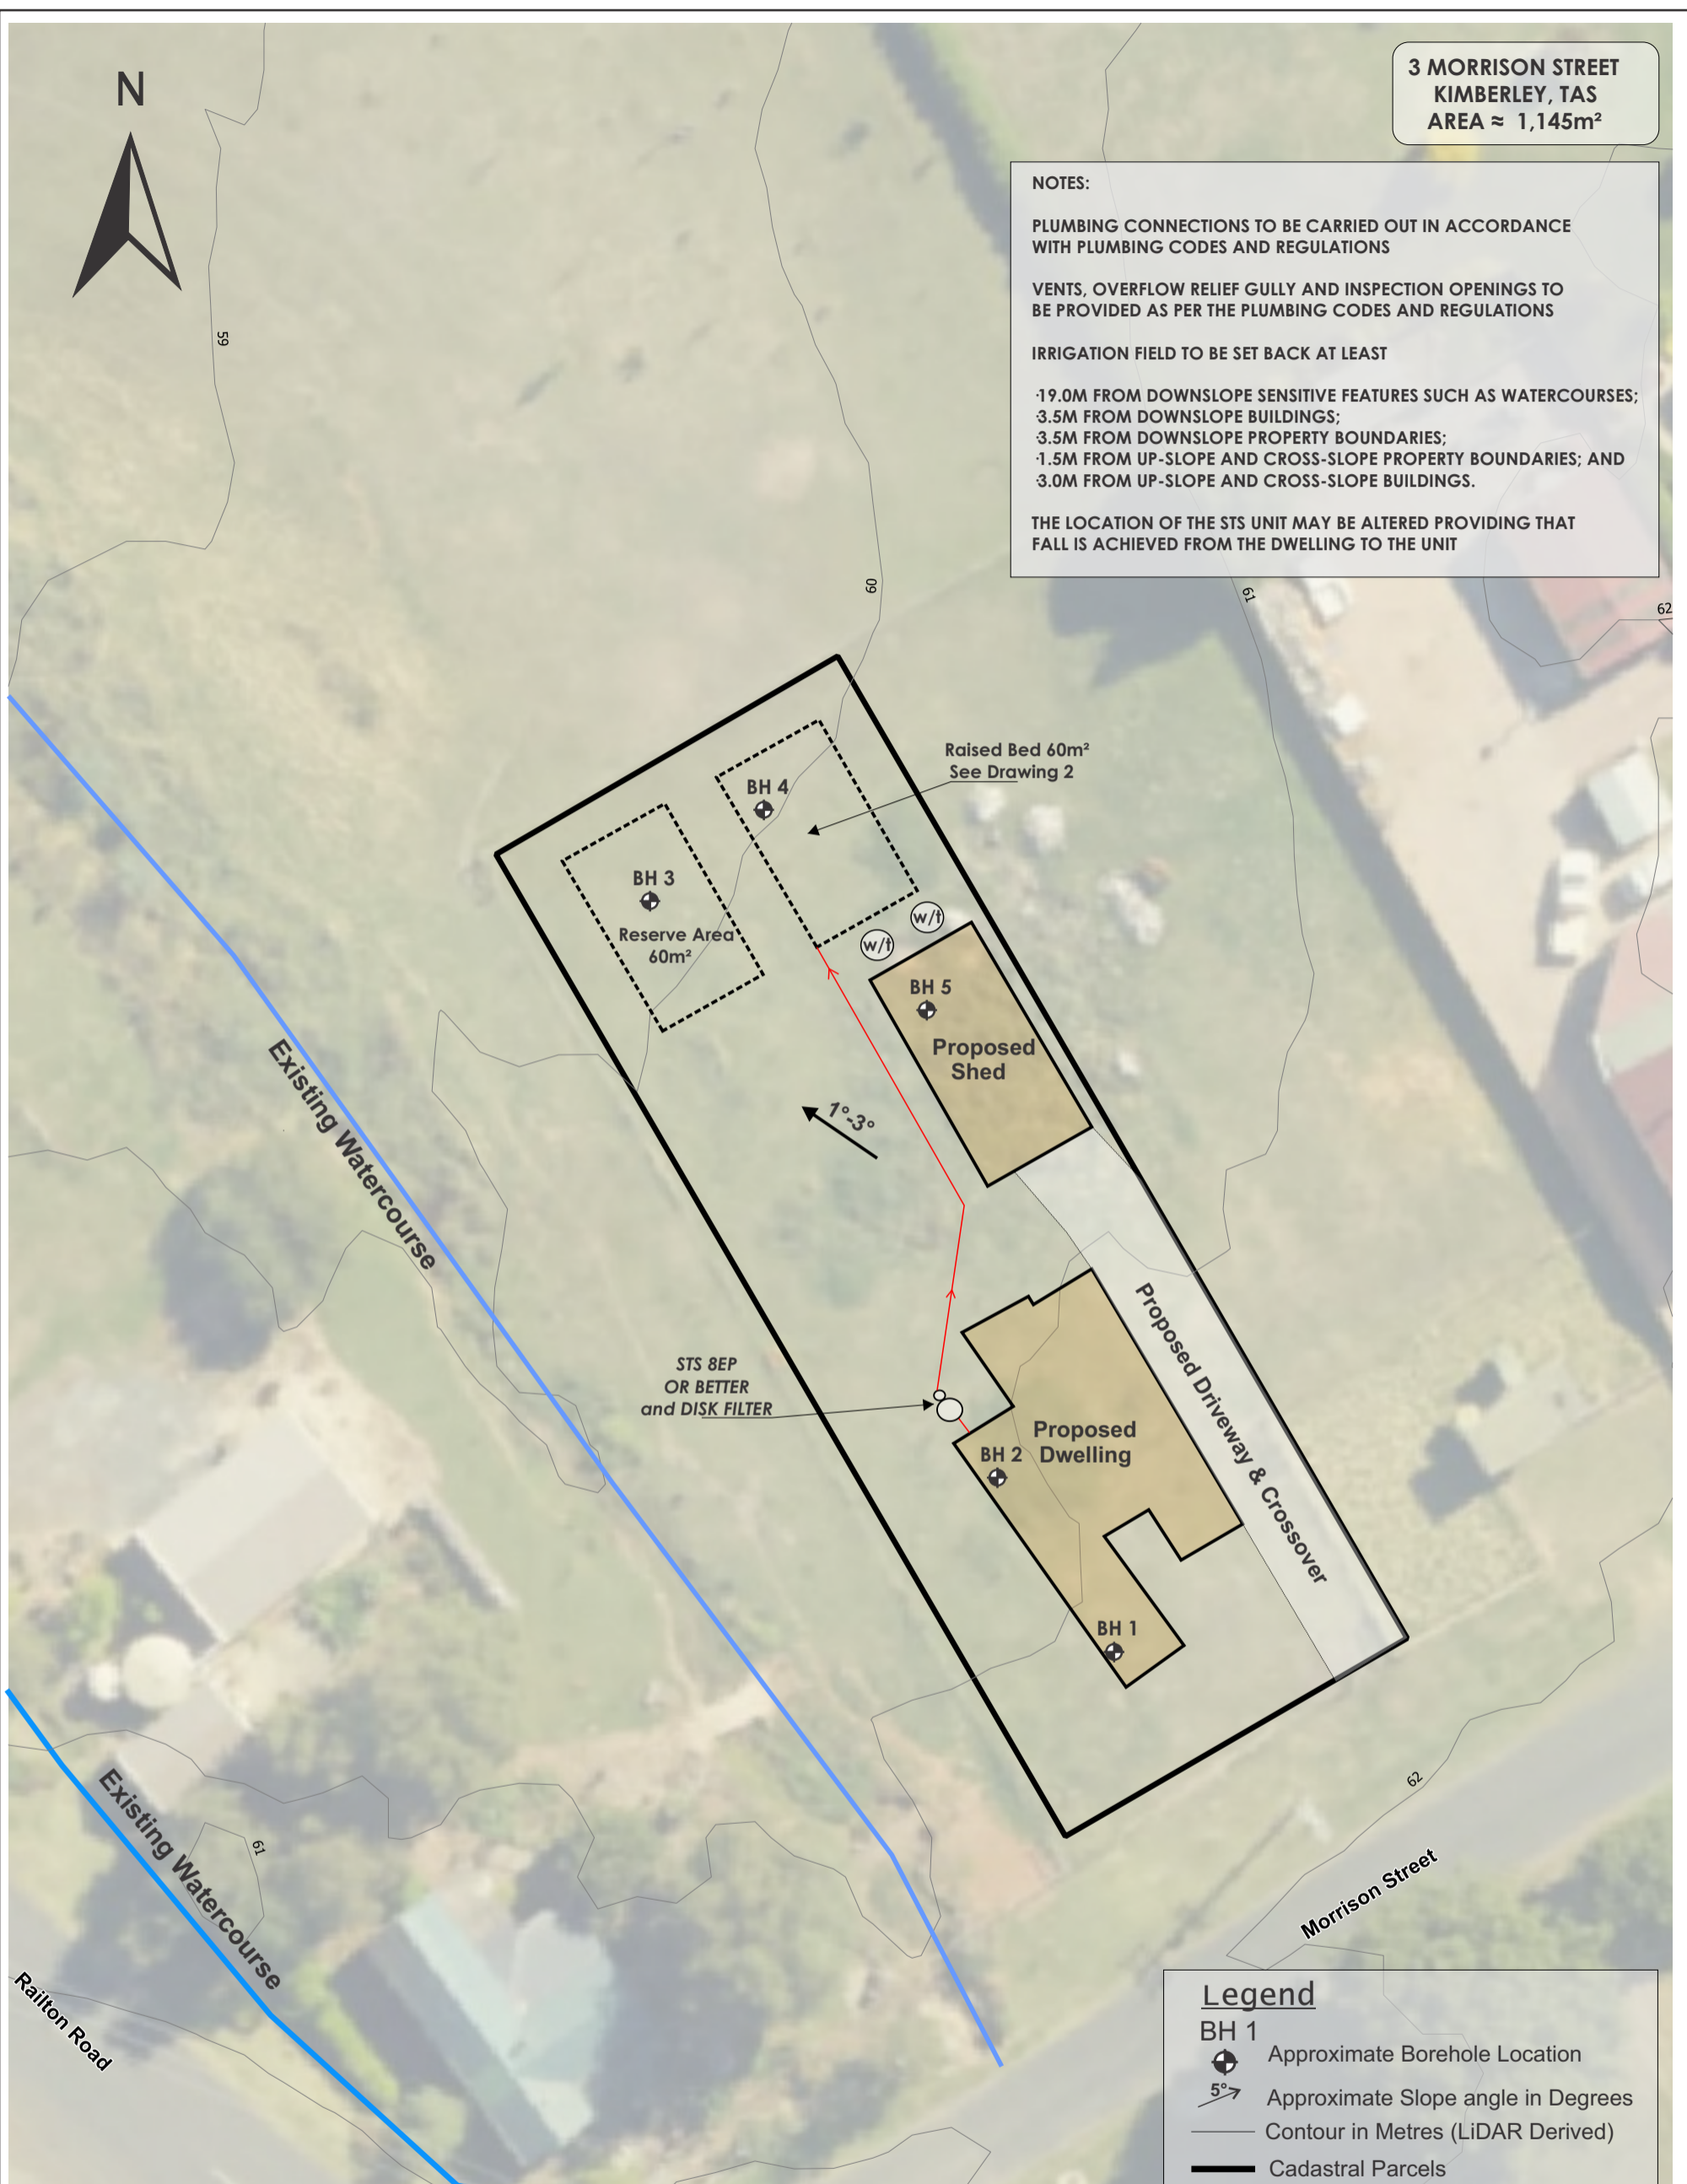 N
3 MORRISON STREET
KIMBERLEY, TAS
AREA ≈ 1,145m²
NOTES:
PLUMBING CONNECTIONS TO BE CARRIED OUT IN ACCORDANCE
WITH PLUMBING CODES AND REGULATIONS
VENTS, OVERFLOW RELIEF GULLY AND INSPECTION OPENINGS TO
BE PROVIDED AS PER THE PLUMBING CODES AND REGULATIONS
IRRIGATION FIELD TO BE SET BACK AT LEAST
·19.0M FROM DOWNSLOPE SENSITIVE FEATURES SUCH AS WATERCOURSES;
·3.5M FROM DOWNSLOPE BUILDINGS;
·3.5M FROM DOWNSLOPE PROPERTY BOUNDARIES;
·1.5M FROM UP-SLOPE AND CROSS-SLOPE PROPERTY BOUNDARIES; AND
·3.0M FROM UP-SLOPE AND CROSS-SLOPE BUILDINGS.
THE LOCATION OF THE STS UNIT MAY BE ALTERED PROVIDING THAT
FALL IS ACHIEVED FROM THE DWELLING TO THE UNIT
59
60
61
62
Raised Bed 60m²
See Drawing 2
BH 4
BH 3
Reserve Area
60m²
w/t
w/t
BH 5
Proposed
Shed
1°-3°
Existing Watercourse
Proposed Driveway & Crossover
STS 8EP
OR BETTER
and DISK FILTER
Proposed
Dwelling
BH 2
BH 1
62
Existing Watercourse
61
Morrison Street
Railton Road
Legend
BH 1
Approximate Borehole Location
5°
Approximate Slope angle in Degrees
Contour in Metres (LiDAR Derived)
Cadastral Parcels